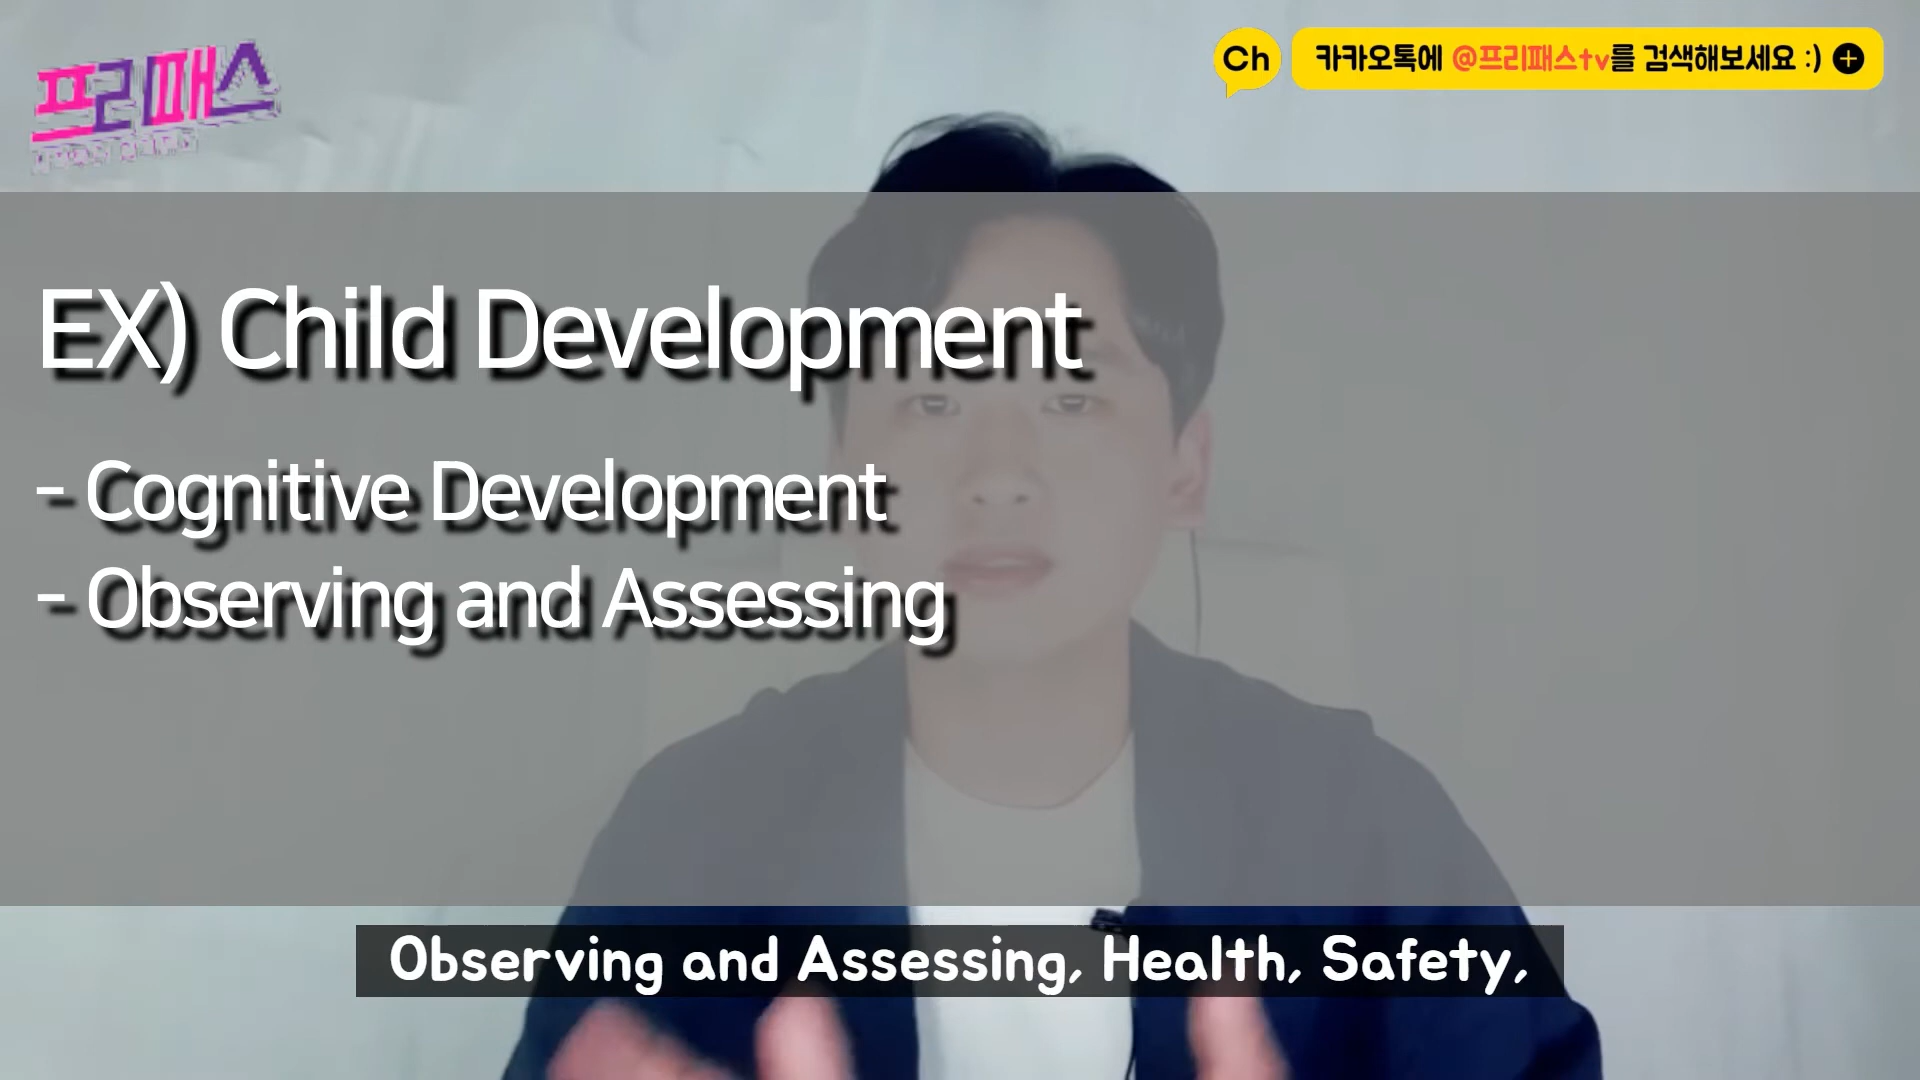 프리패스
Ch 카카오톡에 @프리패스tv를 검색해보세요 :)
EX) Child Development
- Cognitive Development
- Observing and Assessing
Observing and Assessing, Health, Safety,